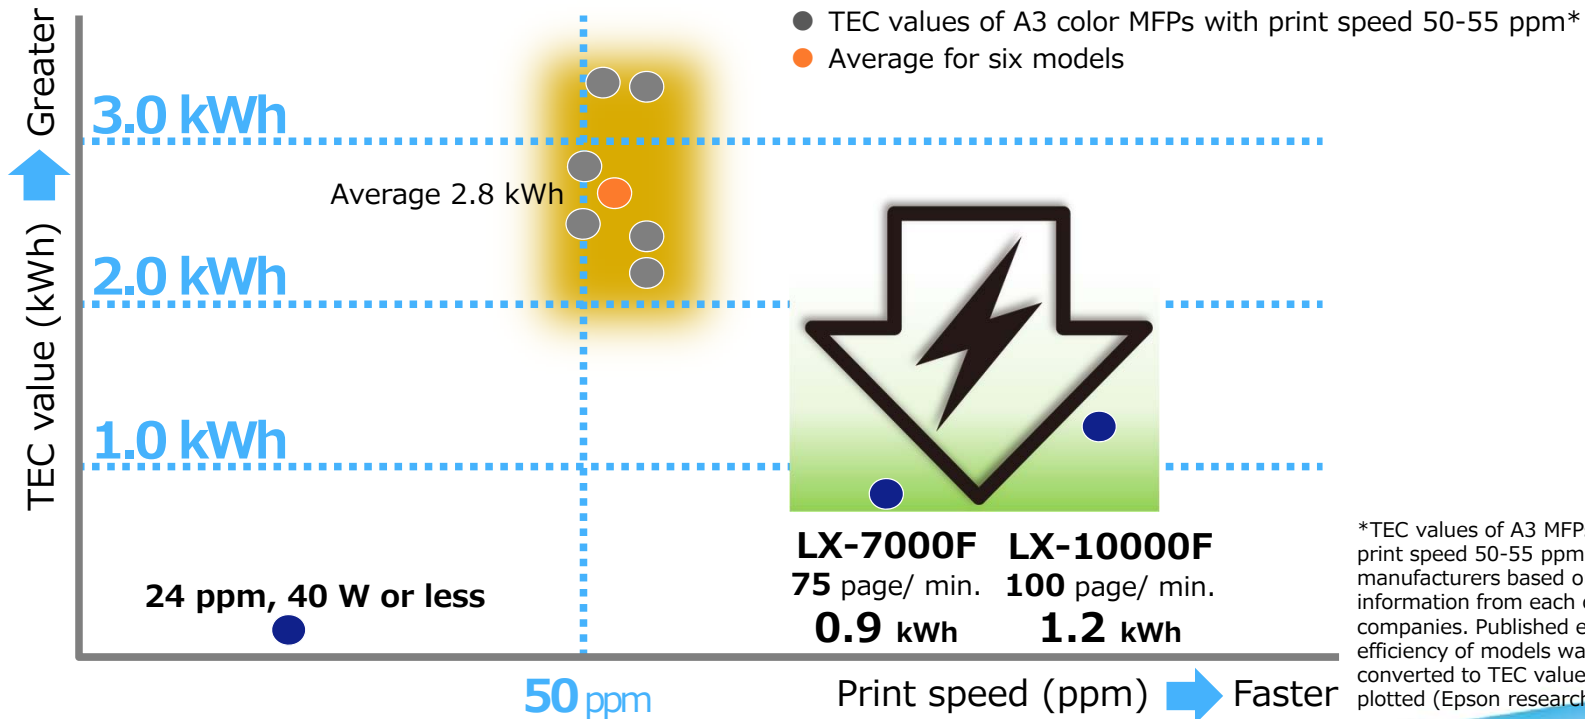 ● TEC values of A3 color MFPs with print speed 50-55 ppm*
● Average for six models
TEC value (kWh) Greater
3.0 kWh
Average 2.8 kWh
2.0 kWh
1.0 kWh
LX-7000F LX-10000F
75 page/ min. 100 page/ min.
0.9 kWh 1.2 kWh
24 ppm, 40 W or less
50 ppm
Print speed (ppm) Faster
*TEC values of A3 MFPs
print speed 50-55 ppm
manufacturers based o
information from each
companies. Published e
efficiency of models wa
converted to TEC value
plotted (Epson research